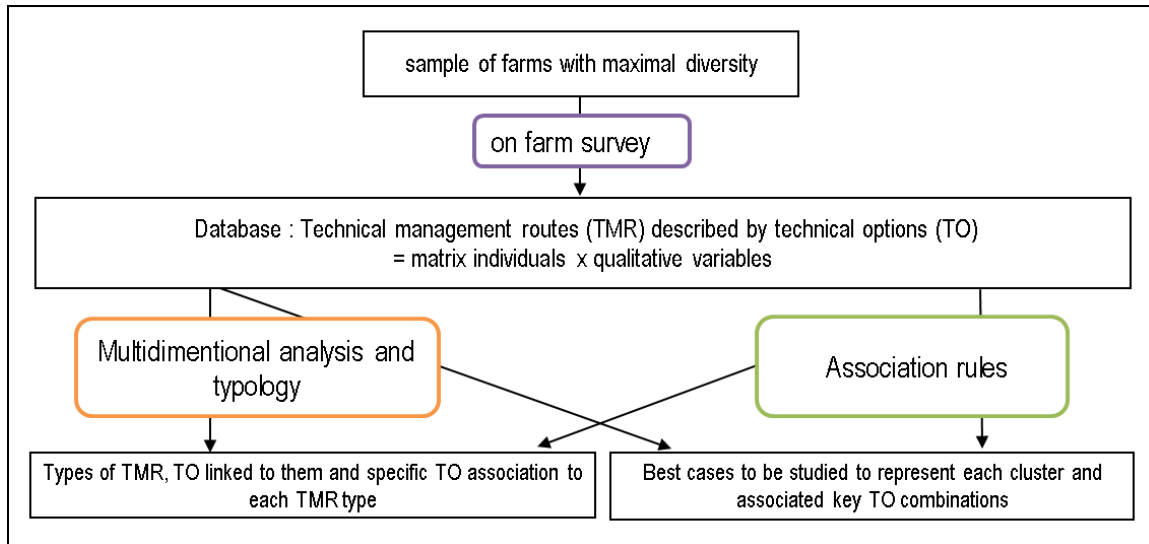 sample of farms with maximal diversity
on farm survey
Database : Technical management routes (TMR) described by technical options (TO)
= matrix individuals x qualitative variables
Multidimentional analysis and
typology
Association rules
Types of TMR, TO linked to them and specific TO association to
each TMR type
Best cases to be studied to represent each cluster and
associated key TO combinations